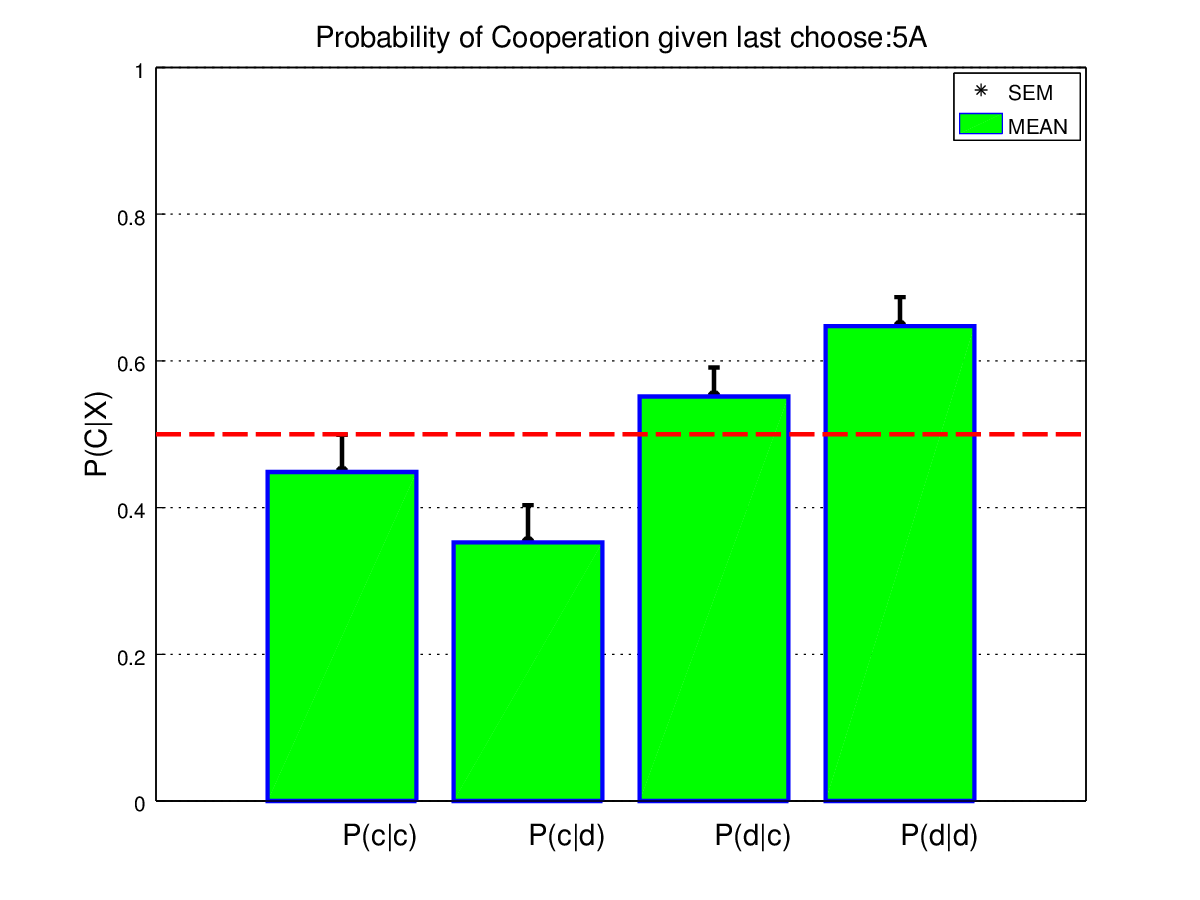 Probability of Cooperation given last choose:5A
SEM
MEAN
1
0.8
0.6
0.4
0.2
0
P(C|X)
P(c|c)
P(c|d)
P(d|c)
P(d|d)